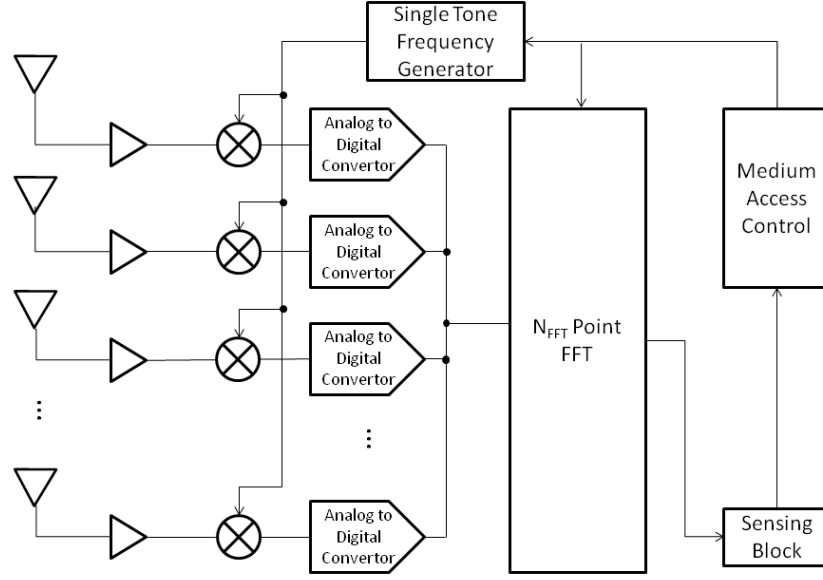 Single Tone
Frequency
Generator
Analog to
Digital
Convertor
Analog to
Digital
Convertor
Analog to
Digital
Convertor
...
...
Analog to
Digital
Convertor
NFFT Point
FFT
Medium
Access
Control
Sensing
Block